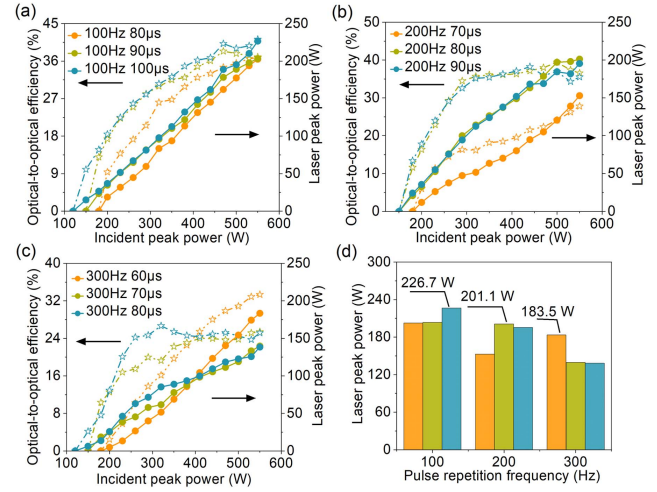 (a)
100Hz 80μs
100Hz 90μs
100Hz 100μs
Optical-to-optical efficiency (%)
45
36
27
18
9
0
Laser peak power (W)
250
200
150
100
50
0
100 200 300 400 500 600
Incident peak power (W)
(b)
200Hz 70μs
200Hz 80μs
200Hz 90μs
Optical-to-optical efficiency (%)
50
40
30
20
10
0
Laser peak power (W)
250
200
150
100
50
0
100 200 300 400 500 600
Incident peak power (W)
(c)
300Hz 60μs
300Hz 70μs
300Hz 80μs
Optical-to-optical efficiency (%)
40
32
24
16
8
0
Laser peak power (W)
250
200
150
100
50
0
100 200 300 400 500 600
Incident peak power (W)
(d)
226.7 W
201.1 W
183.5 W
Laser peak power (W)
300
240
180
120
60
0
100 200 300
Pulse repetition frequency (Hz)